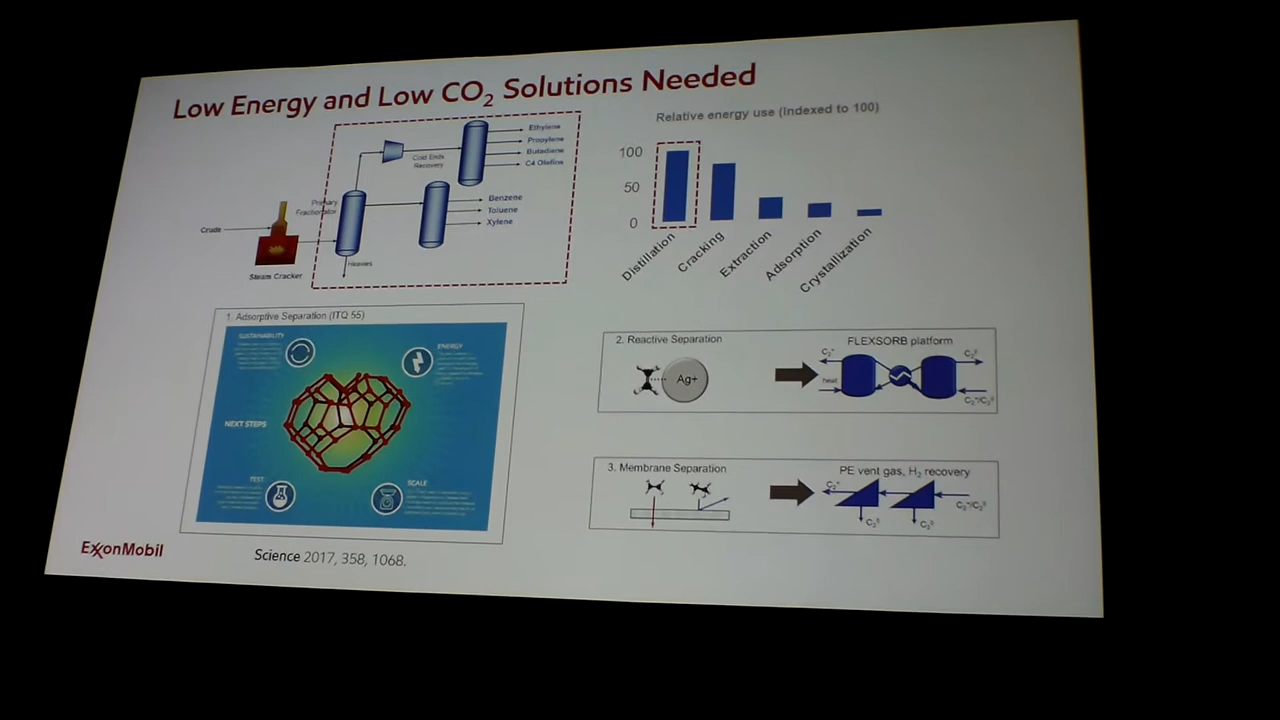 Low Energy and Low CO₂ Solutions Needed
Ethylene
Propylene
Butadiene
C4 Olefins
Cold Ends
Recovery
Primary
Fractionator
Benzene
Toluene
Xylene
Crude
Heavies
Steam Cracker
Relative energy use (Indexed to 100)
100
50
0
Distillation
Cracking
Extraction
Adsorption
Crystallization
1. Adsorptive Separation (ITQ 55)
SUSTAINABILITY
ENERGY
NEXT STEPS
TEST
SCALE
2. Reactive Separation
FLEXSORB platform
Ag+
heat
3. Membrane Separation
PE vent gas, H₂ recovery
ExxonMobil
Science 2017, 358, 1068.